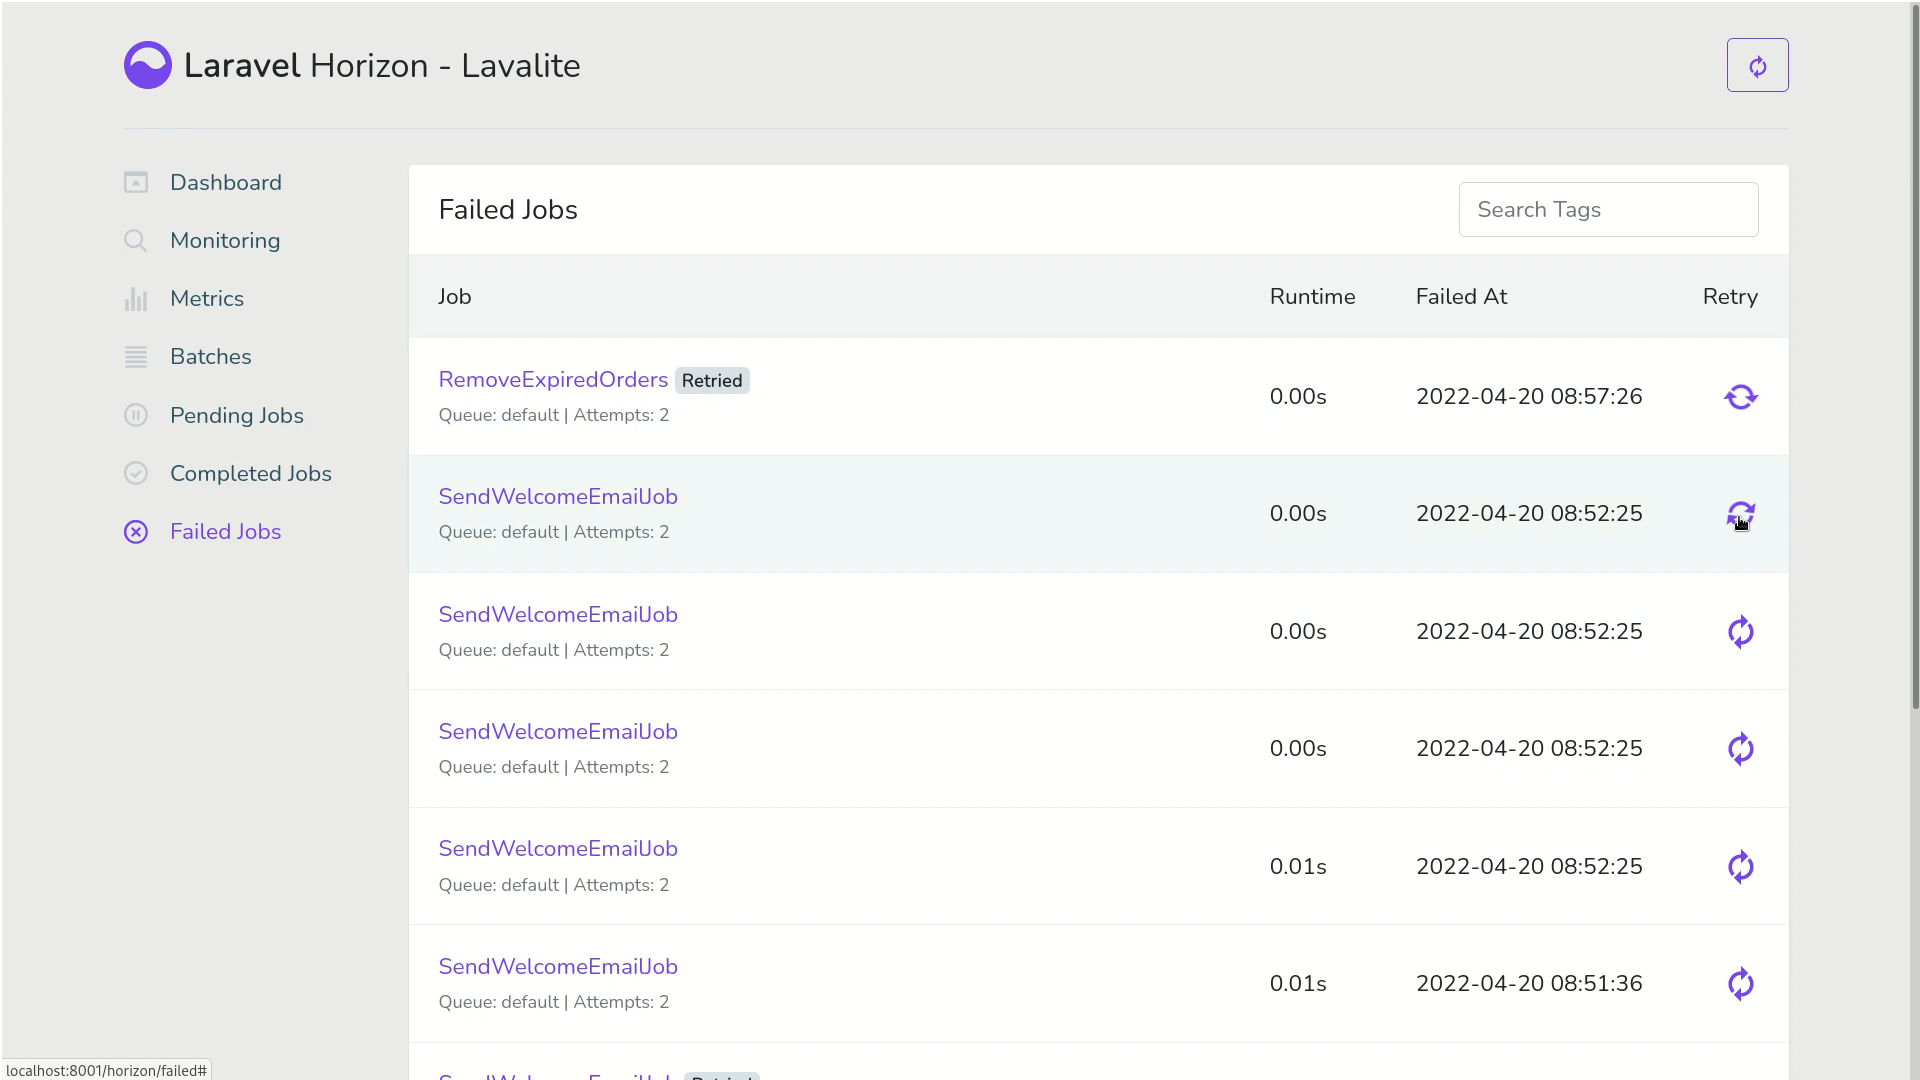 Laravel Horizon - Lavalite
Dashboard
Monitoring
Metrics
Batches
Pending Jobs
Completed Jobs
Failed Jobs
Failed Jobs
Search Tags
Job Runtime Failed At Retry
RemoveExpiredOrders Retried
Queue: default | Attempts: 2
0.00s 2022-04-20 08:57:26
SendWelcomeEmailJob
Queue: default | Attempts: 2
0.00s 2022-04-20 08:52:25
SendWelcomeEmailJob
Queue: default | Attempts: 2
0.00s 2022-04-20 08:52:25
SendWelcomeEmailJob
Queue: default | Attempts: 2
0.00s 2022-04-20 08:52:25
SendWelcomeEmailJob
Queue: default | Attempts: 2
0.01s 2022-04-20 08:52:25
SendWelcomeEmailJob
Queue: default | Attempts: 2
0.01s 2022-04-20 08:51:36
SendWelcomeEmailJob Retried
localhost:8001/horizon/failed#